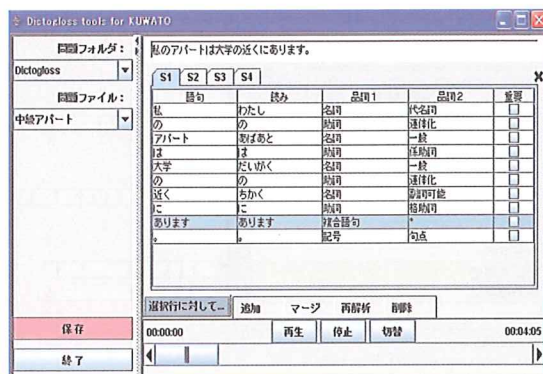 Dictogloss tools for KUWATO
問題フォルダ：
Dictogloss
問題ファイル：
中級アパート
保存
終了
私のアパートは大学の近くにあります。
S1 S2 S3 S4
語句 読み 品詞1 品詞2 重要
私 わたし 名詞 代名詞
の の 助詞 連体化
アパート あぱあと 名詞 一般
は は 助詞 係助詞
大学 だいがく 名詞 一般
の の 助詞 連体化
近く ちかく 名詞 副詞可能
に に 助詞 格助詞
あります あります 複合語句 *
。 。 記号 句点
選択行に対して... 追加 マージ 再解析 削除
00:00:00 再生 停止 切替 00:04:05